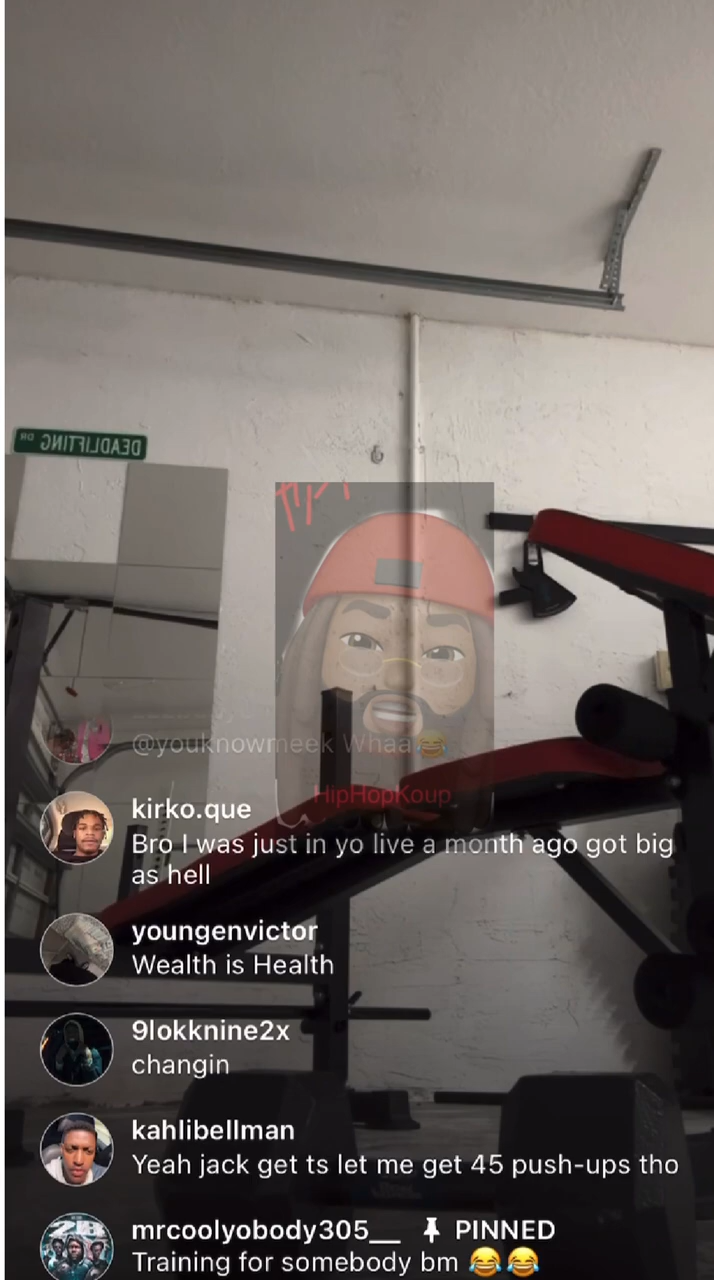 DEADLIFTING DR
@youknowmeek Whaa😂
HipHopKoup
kirko.que
Bro I was just in yo live a month ago got big
as hell
youngenvictor
Wealth is Health
9lokknine2x
changin
kahlibellman
Yeah jack get ts let me get 45 push-ups tho
mrcoolyobody305__ PINNED
Training for somebody bm 😂😂